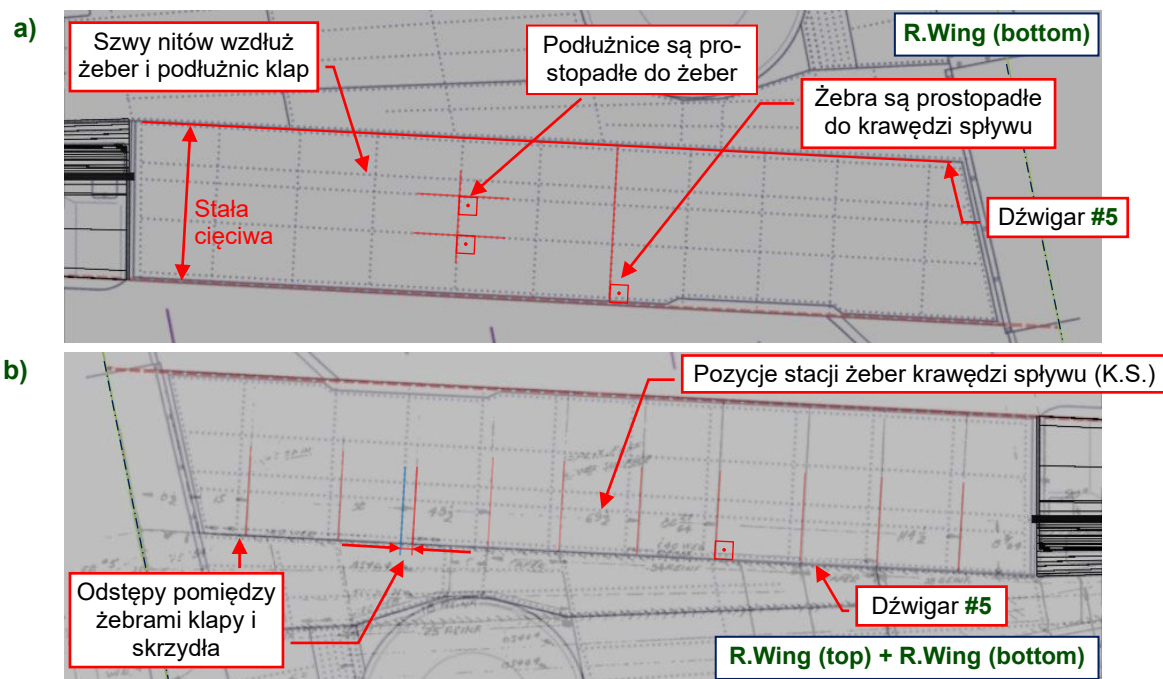 a)
Szwy nitów wzdłuż
żeber i podłużnic klap
Podłużnice są pro-
stopadłe do żeber
R.Wing (bottom)
Żebra są prostopadłe
do krawędzi spływu
Stała
cięciwa
Dźwigar #5
b)
Pozycje stacji żeber krawędzi spływu (K.S.)
Odstępy pomiędzy
żebrami klapy i
skrzydła
Dźwigar #5
R.Wing (top) + R.Wing (bottom)